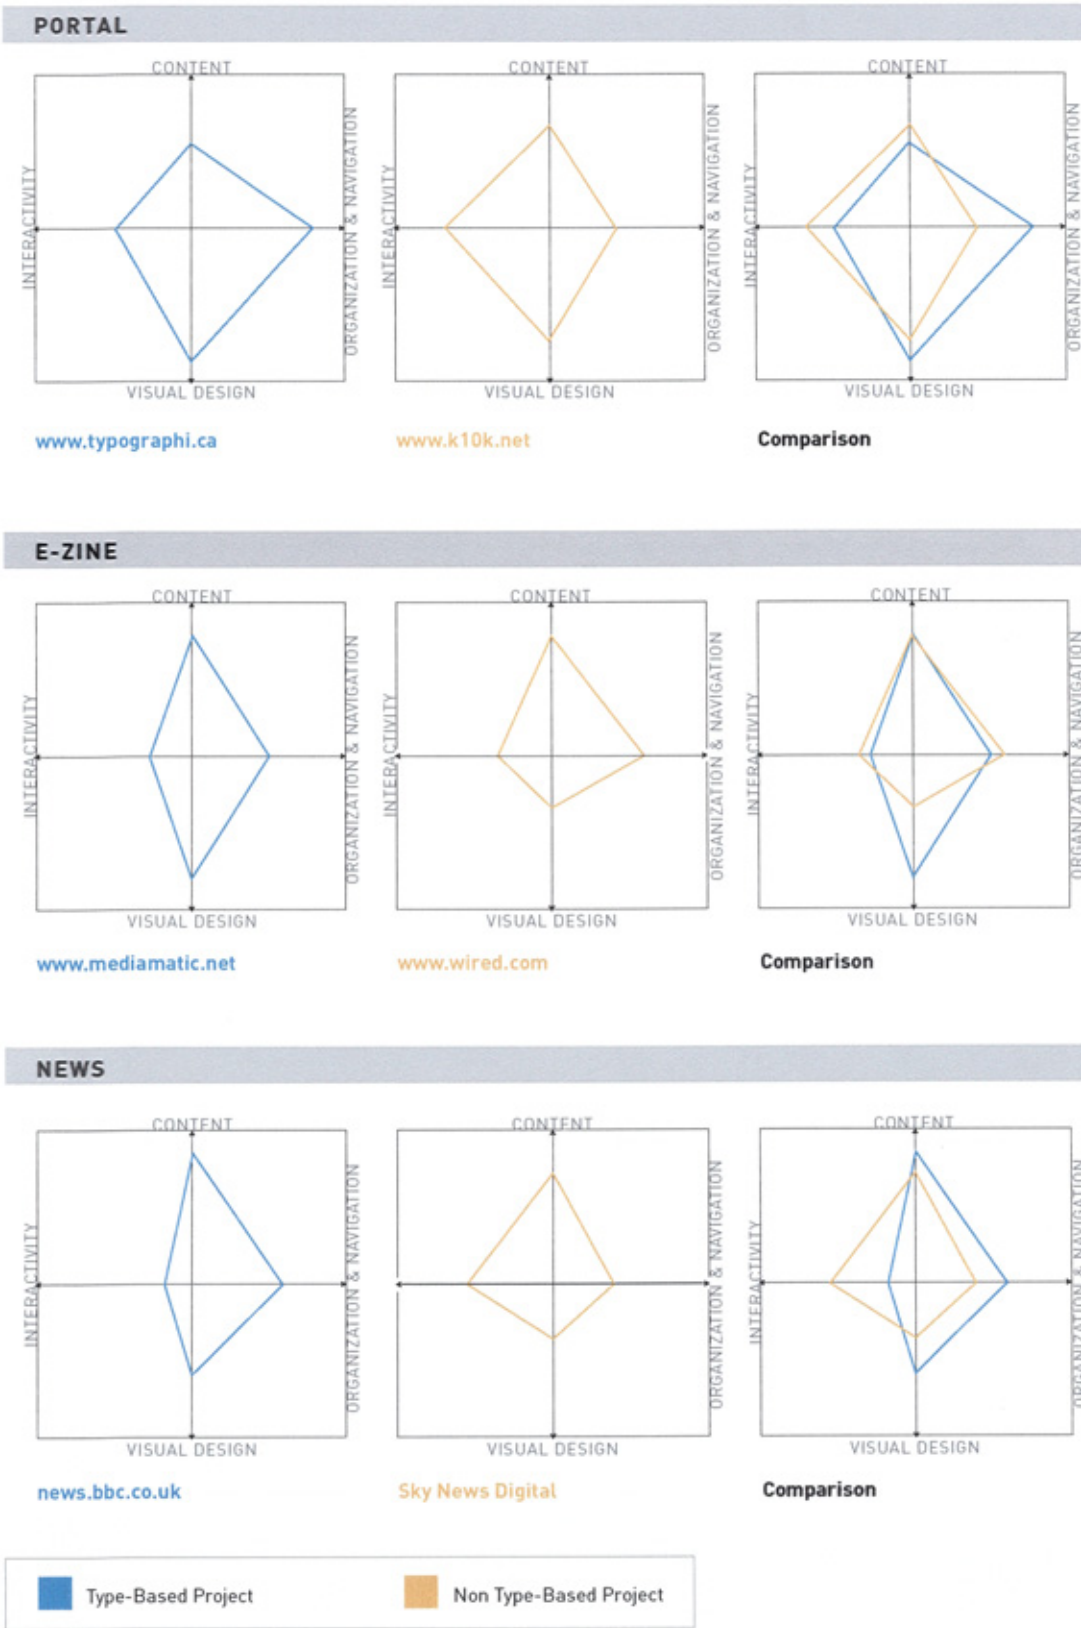 PORTAL
CONTENT
INTERACTIVITY
ORGANIZATION & NAVIGATION
VISUAL DESIGN
www.typographi.ca
CONTENT
INTERACTIVITY
ORGANIZATION & NAVIGATION
VISUAL DESIGN
www.k10k.net
CONTENT
INTERACTIVITY
ORGANIZATION & NAVIGATION
VISUAL DESIGN
Comparison
E-ZINE
CONTENT
INTERACTIVITY
ORGANIZATION & NAVIGATION
VISUAL DESIGN
www.mediamatic.net
CONTENT
INTERACTIVITY
ORGANIZATION & NAVIGATION
VISUAL DESIGN
www.wired.com
CONTENT
INTERACTIVITY
ORGANIZATION & NAVIGATION
VISUAL DESIGN
Comparison
NEWS
CONTENT
INTERACTIVITY
ORGANIZATION & NAVIGATION
VISUAL DESIGN
news.bbc.co.uk
CONTENT
ORGANIZATION & NAVIGATION
VISUAL DESIGN
Sky News Digital
CONTENT
INTERACTIVITY
ORGANIZATION & NAVIGATION
VISUAL DESIGN
Comparison
Type-Based Project
Non Type-Based Project